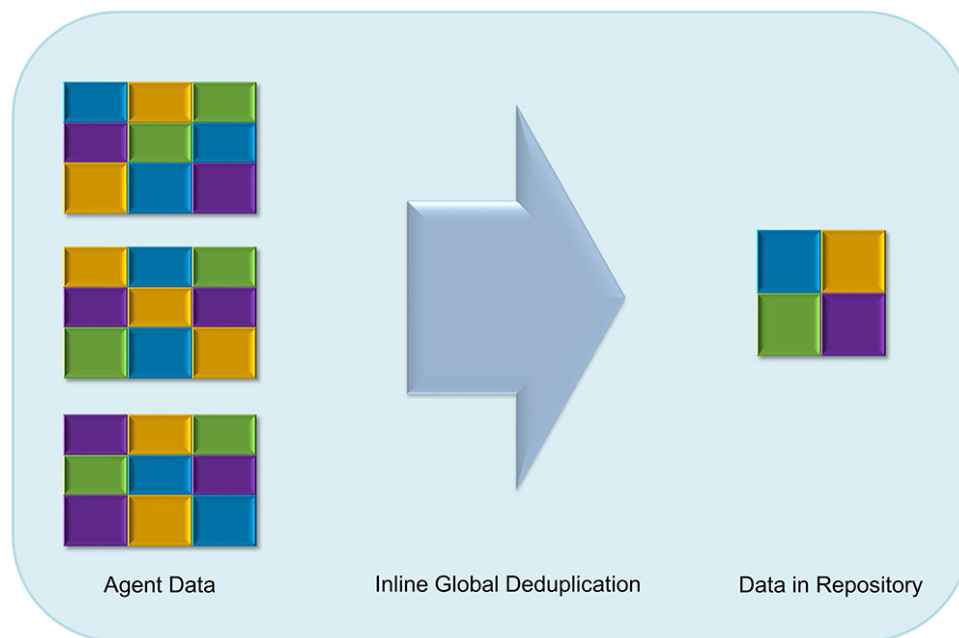 Agent Data
Inline Global Deduplication
Data in Repository